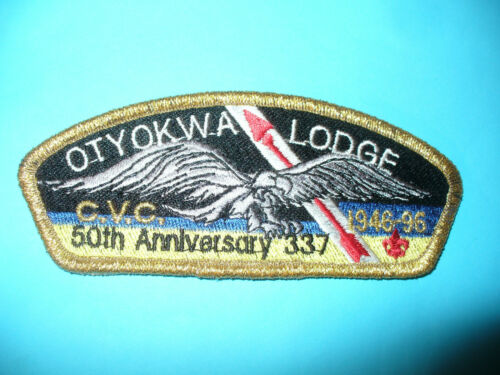 OTYOKWA LODGE
C.V.C. 1946-96
50th Anniversary 337